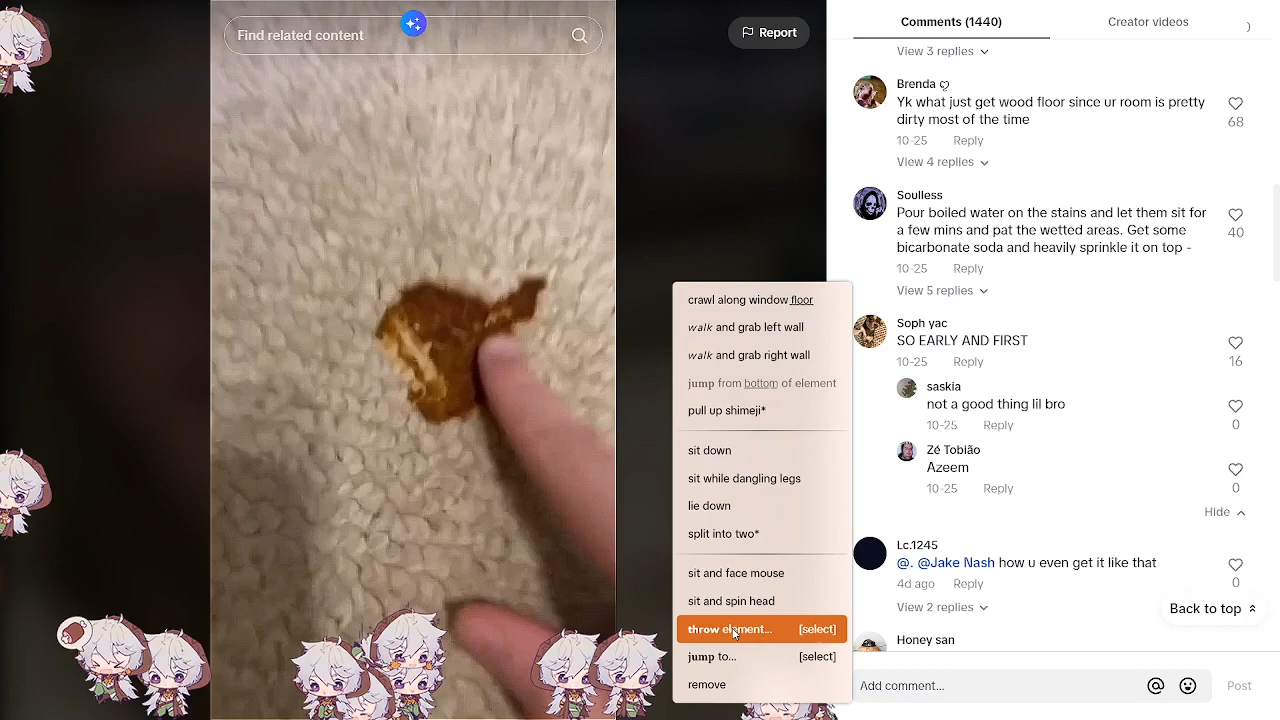 Find related content
Report
Comments (1440)
Creator videos
View 3 replies
Brenda ღ
Yk what just get wood floor since ur room is pretty
dirty most of the time
68
10-25 Reply
View 4 replies
Soulless
Pour boiled water on the stains and let them sit for
a few mins and pat the wetted areas. Get some
bicarbonate soda and heavily sprinkle it on top -
40
10-25 Reply
View 5 replies
Soph yac
SO EARLY AND FIRST
16
10-25 Reply
saskia
not a good thing lil bro
0
10-25 Reply
Zé Tobião
Azeem
0
10-25 Reply
Hide
Lc.1245
@. @Jake Nash how u even get it like that
0
4d ago Reply
View 2 replies
Back to top
Honey san
Add comment...
Post
crawl along window floor
walk and grab left wall
walk and grab right wall
jump from bottom of element
pull up shimeji*
sit down
sit while dangling legs
lie down
split into two*
sit and face mouse
sit and spin head
throw element... [select]
jump to... [select]
remove